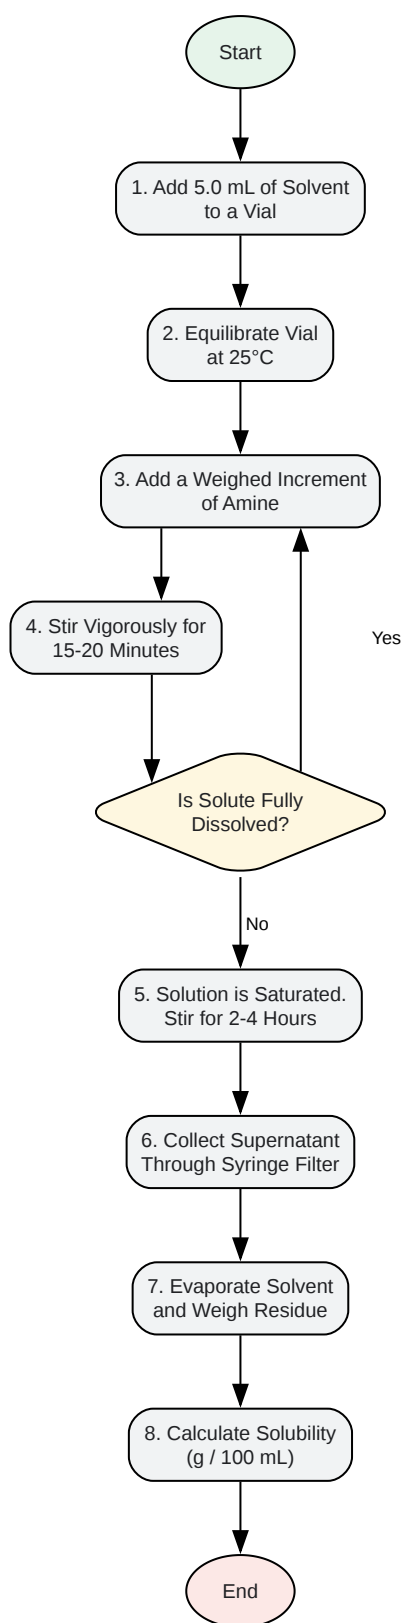 Start
1. Add 5.0 mL of Solvent
to a Vial
2. Equilibrate Vial
at 25°C
3. Add a Weighed Increment
of Amine
4. Stir Vigorously for
15-20 Minutes
Yes
Is Solute Fully
Dissolved?
No
5. Solution is Saturated.
Stir for 2-4 Hours
6. Collect Supernatant
Through Syringe Filter
7. Evaporate Solvent
and Weigh Residue
8. Calculate Solubility
(g / 100 mL)
End